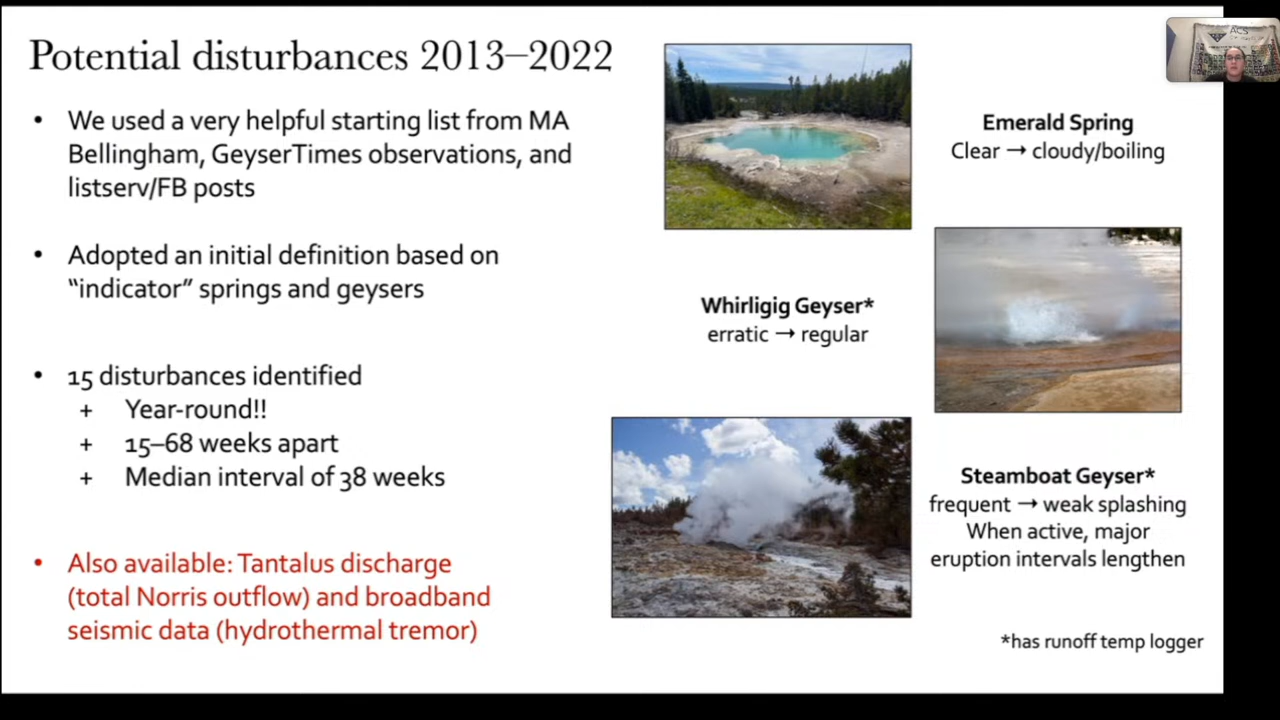 Potential disturbances 2013–2022
• We used a very helpful starting list from MA
Bellingham, GeyserTimes observations, and
listserv/FB posts
• Adopted an initial definition based on
“indicator” springs and geysers
• 15 disturbances identified
+ Year-round!!
+ 15–68 weeks apart
+ Median interval of 38 weeks
• Also available: Tantalus discharge
(total Norris outflow) and broadband
seismic data (hydrothermal tremor)
Emerald Spring
Clear → cloudy/boiling
Whirligig Geyser*
erratic → regular
Steamboat Geyser*
frequent → weak splashing
When active, major
eruption intervals lengthen
*has runoff temp logger
ACS